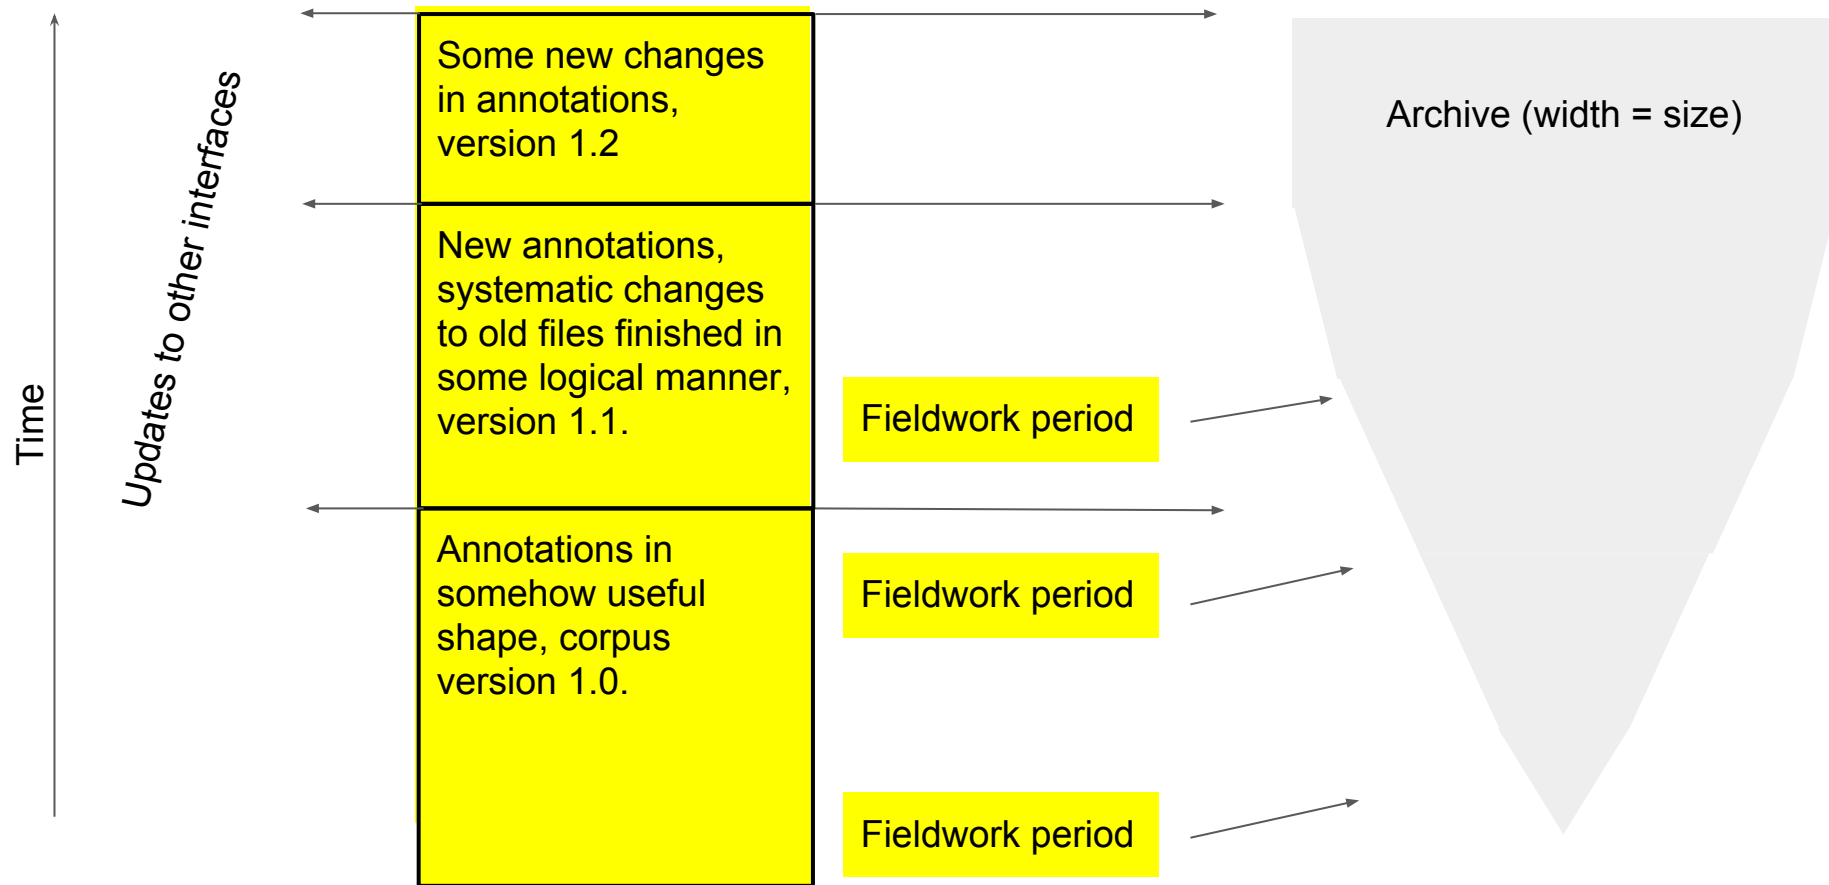 Time
Updates to other interfaces
Some new changes
in annotations,
version 1.2
New annotations,
systematic changes
to old files finished in
some logical manner,
version 1.1.
Annotations in
somehow useful
shape, corpus
version 1.0.
Fieldwork period
Fieldwork period
Fieldwork period
Archive (width = size)